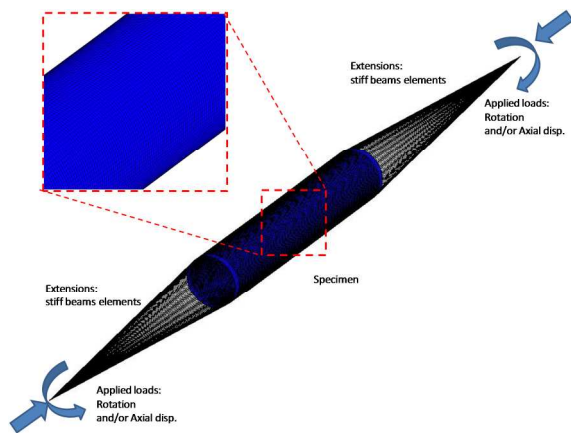 Extensions:
stiff beams elements
Applied loads:
Rotation
and/or Axial disp.
Specimen
Extensions:
stiff beams elements
Applied loads:
Rotation
and/or Axial disp.